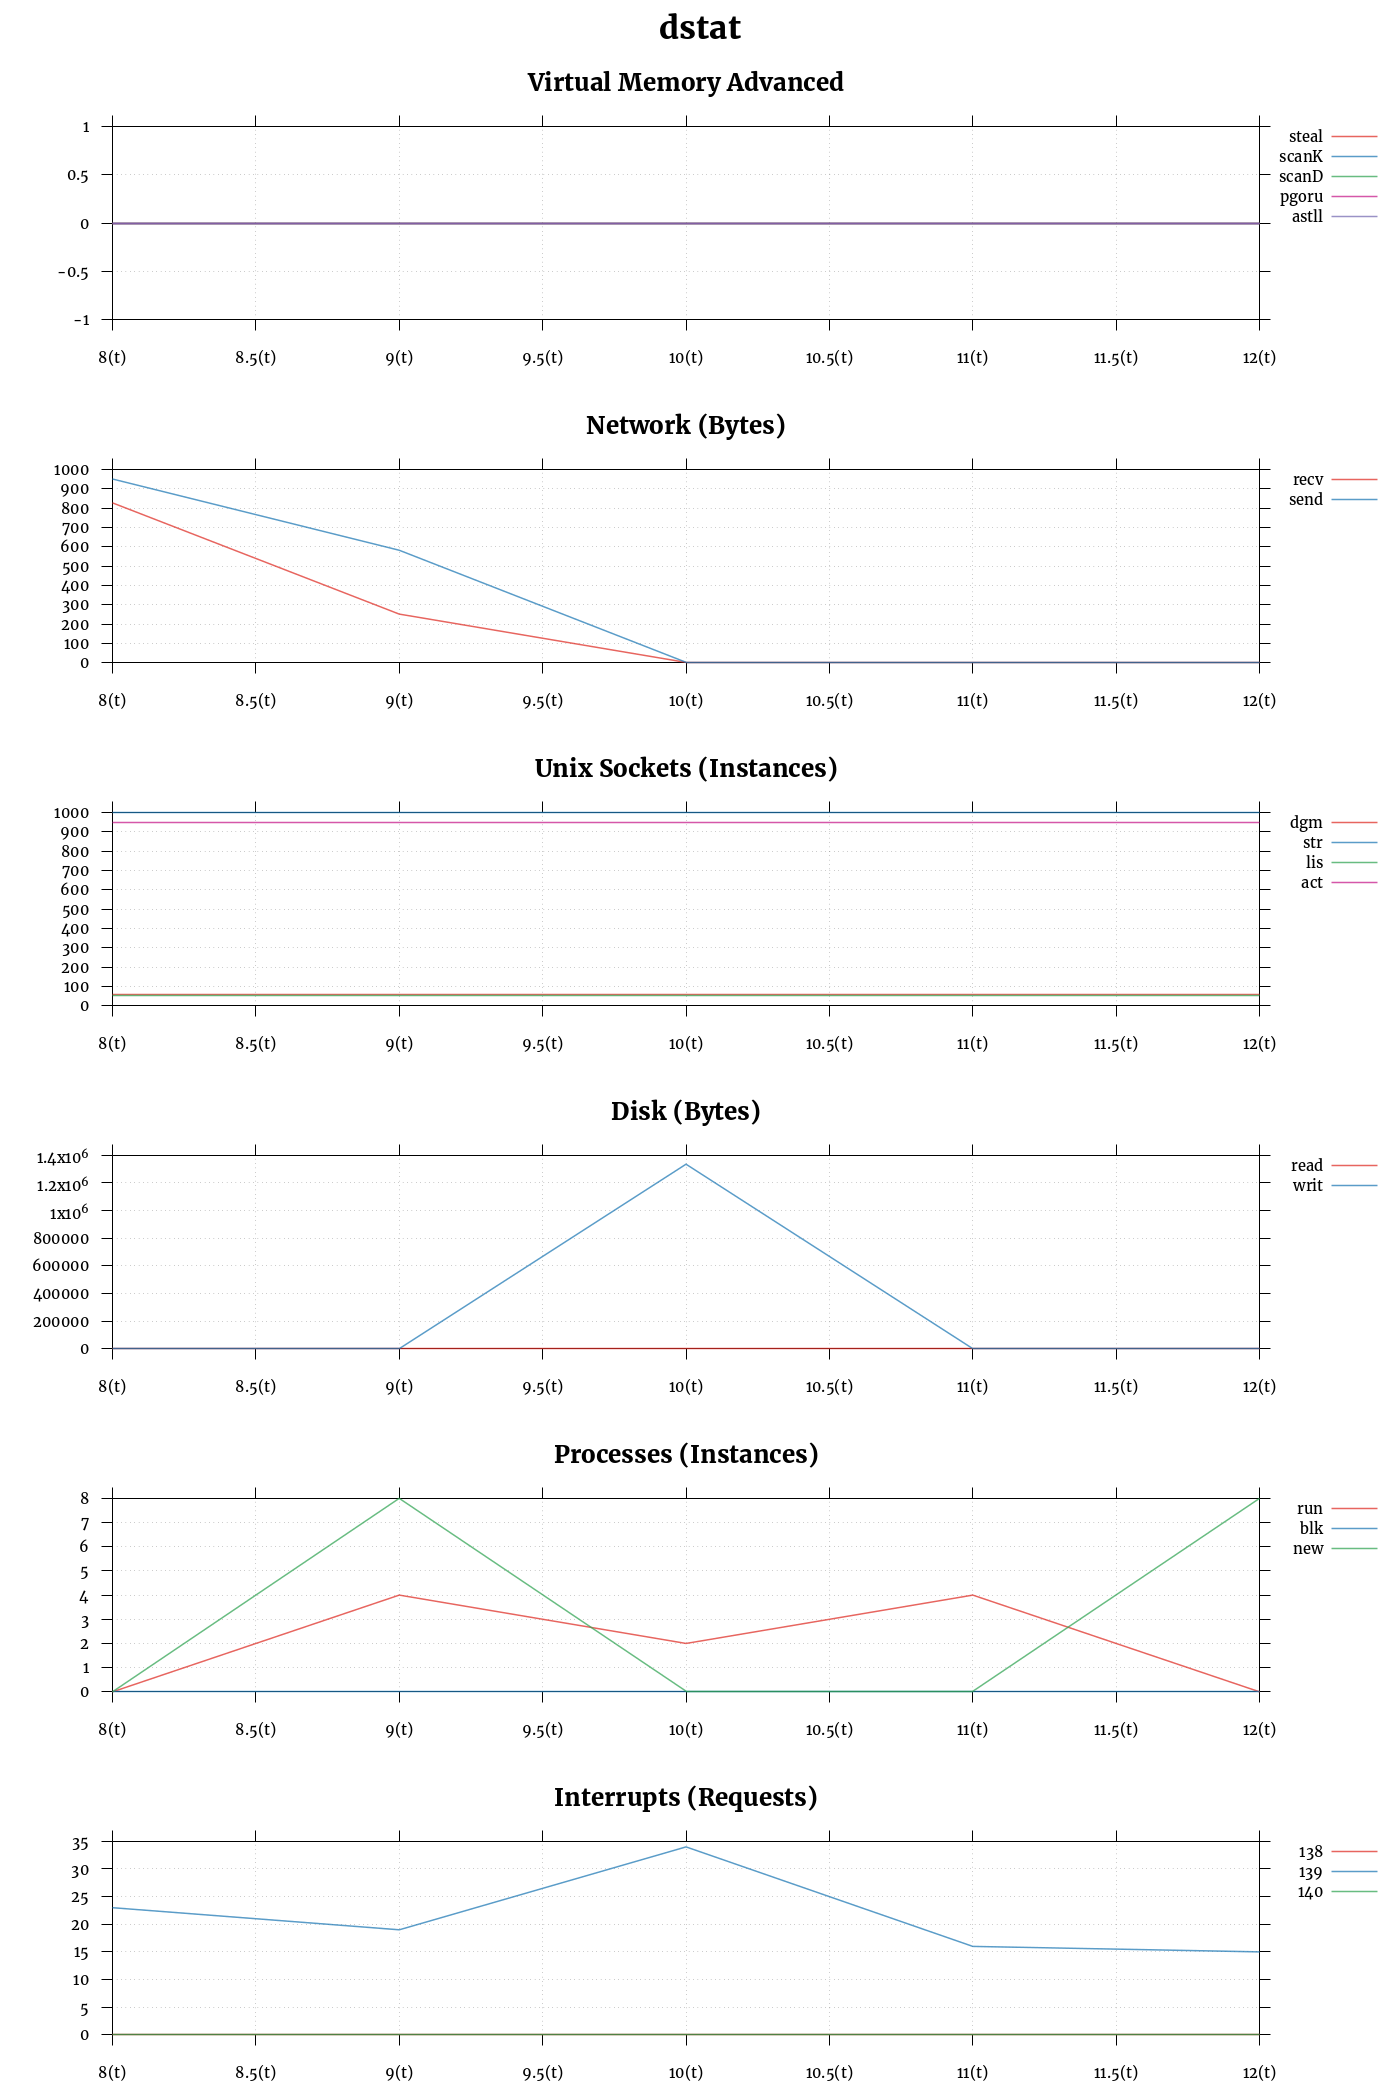 dstat
Virtual Memory Advanced
1
0.5
0
-0.5
-1
8(t) 8.5(t) 9(t) 9.5(t) 10(t) 10.5(t) 11(t) 11.5(t) 12(t)
steal
scanK
scanD
pgoru
astll
Network (Bytes)
1000
900
800
700
600
500
400
300
200
100
0
8(t) 8.5(t) 9(t) 9.5(t) 10(t) 10.5(t) 11(t) 11.5(t) 12(t)
recv
send
Unix Sockets (Instances)
1000
900
800
700
600
500
400
300
200
100
0
8(t) 8.5(t) 9(t) 9.5(t) 10(t) 10.5(t) 11(t) 11.5(t) 12(t)
dgm
str
lis
act
Disk (Bytes)
1.4x10⁶
1.2x10⁶
1x10⁶
800000
600000
400000
200000
0
8(t) 8.5(t) 9(t) 9.5(t) 10(t) 10.5(t) 11(t) 11.5(t) 12(t)
read
writ
Processes (Instances)
8
7
6
5
4
3
2
1
0
8(t) 8.5(t) 9(t) 9.5(t) 10(t) 10.5(t) 11(t) 11.5(t) 12(t)
run
blk
new
Interrupts (Requests)
35
30
25
20
15
10
5
0
8(t) 8.5(t) 9(t) 9.5(t) 10(t) 10.5(t) 11(t) 11.5(t) 12(t)
138
139
140